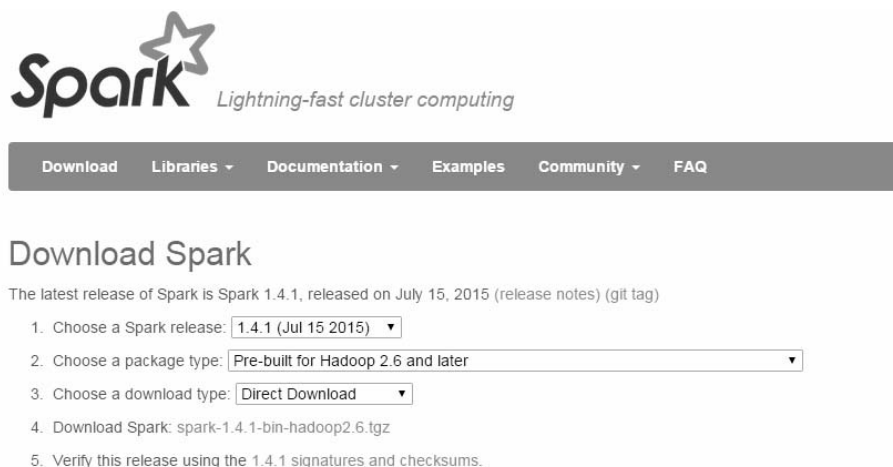 Spark
Lightning-fast cluster computing
Download Libraries Documentation Examples Community FAQ
Download Spark
The latest release of Spark is Spark 1.4.1, released on July 15, 2015 (release notes) (git tag)
1. Choose a Spark release: 1.4.1 (Jul 15 2015)
2. Choose a package type: Pre-built for Hadoop 2.6 and later
3. Choose a download type: Direct Download
4. Download Spark: spark-1.4.1-bin-hadoop2.6.tgz
5. Verify this release using the 1.4.1 signatures and checksums.